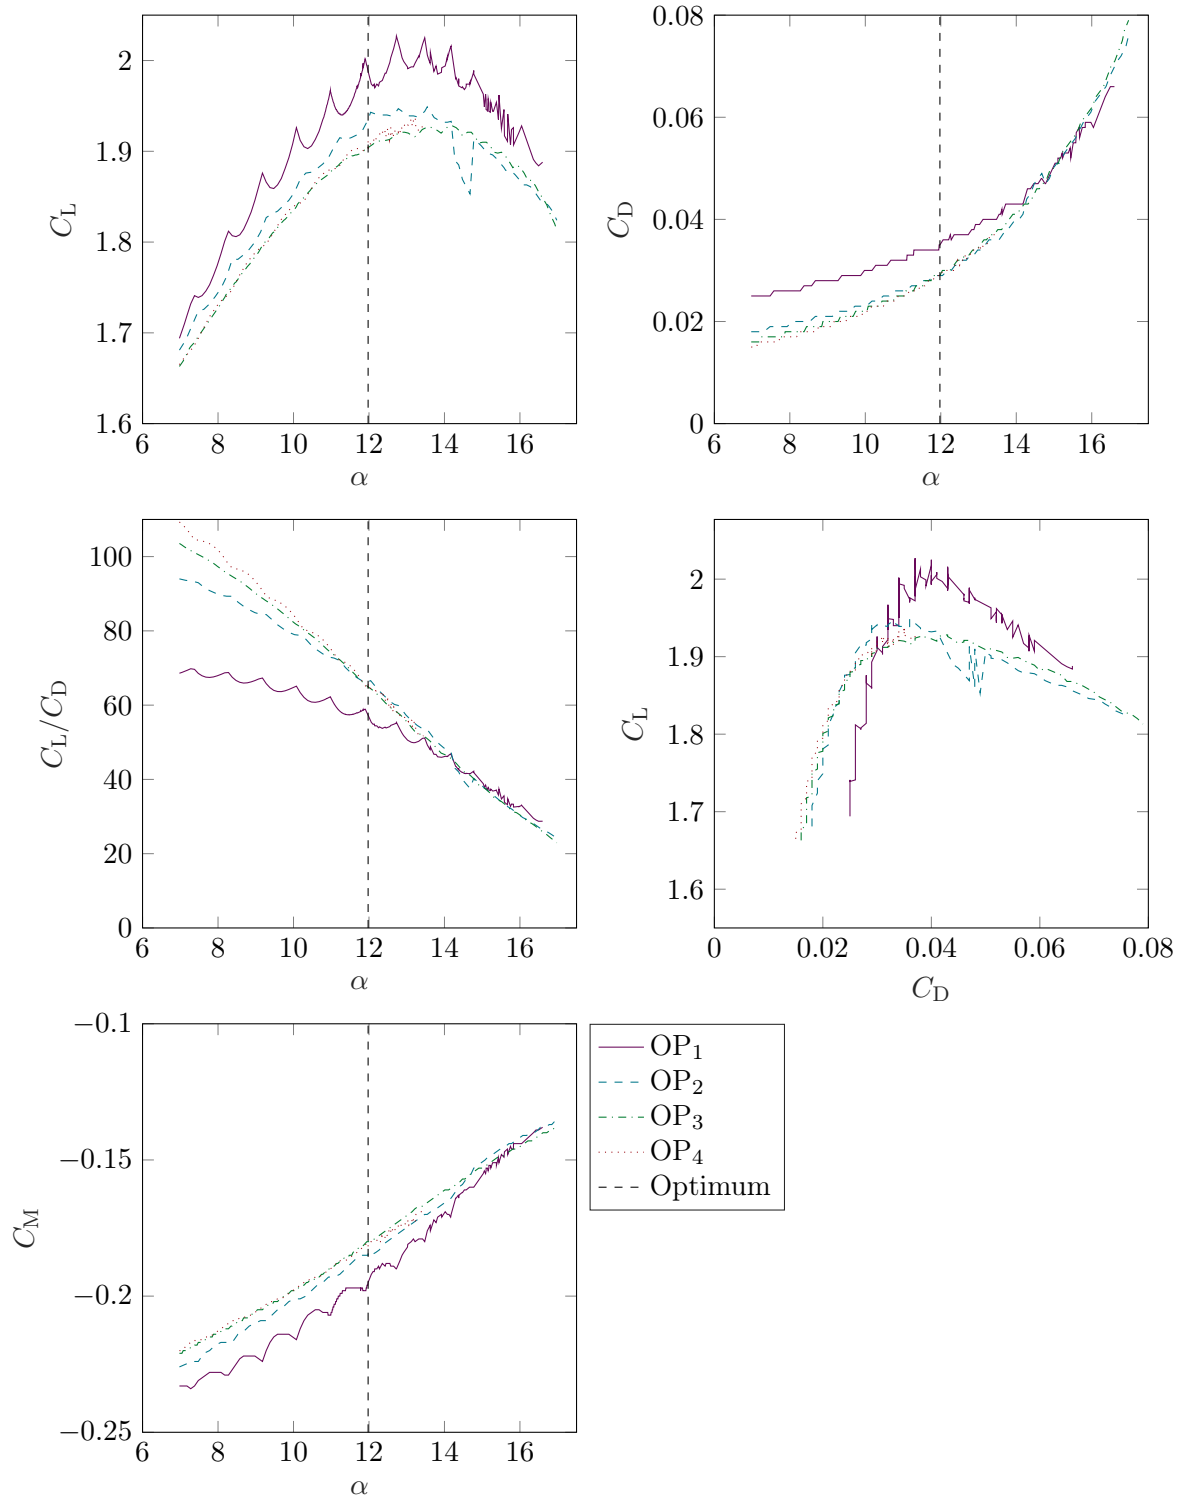 2
1.9
1.8
1.7
1.6
C_L
6 8 10 12 14 16
α
0.08
0.06
0.04
0.02
0
C_D
6 8 10 12 14 16
α
100
80
60
40
20
0
C_L/C_D
6 8 10 12 14 16
α
2
1.9
1.8
1.7
1.6
C_L
0 0.02 0.04 0.06 0.08
C_D
−0.1
−0.15
−0.2
−0.25
C_M
6 8 10 12 14 16
α
OP_1
OP_2
OP_3
OP_4
Optimum